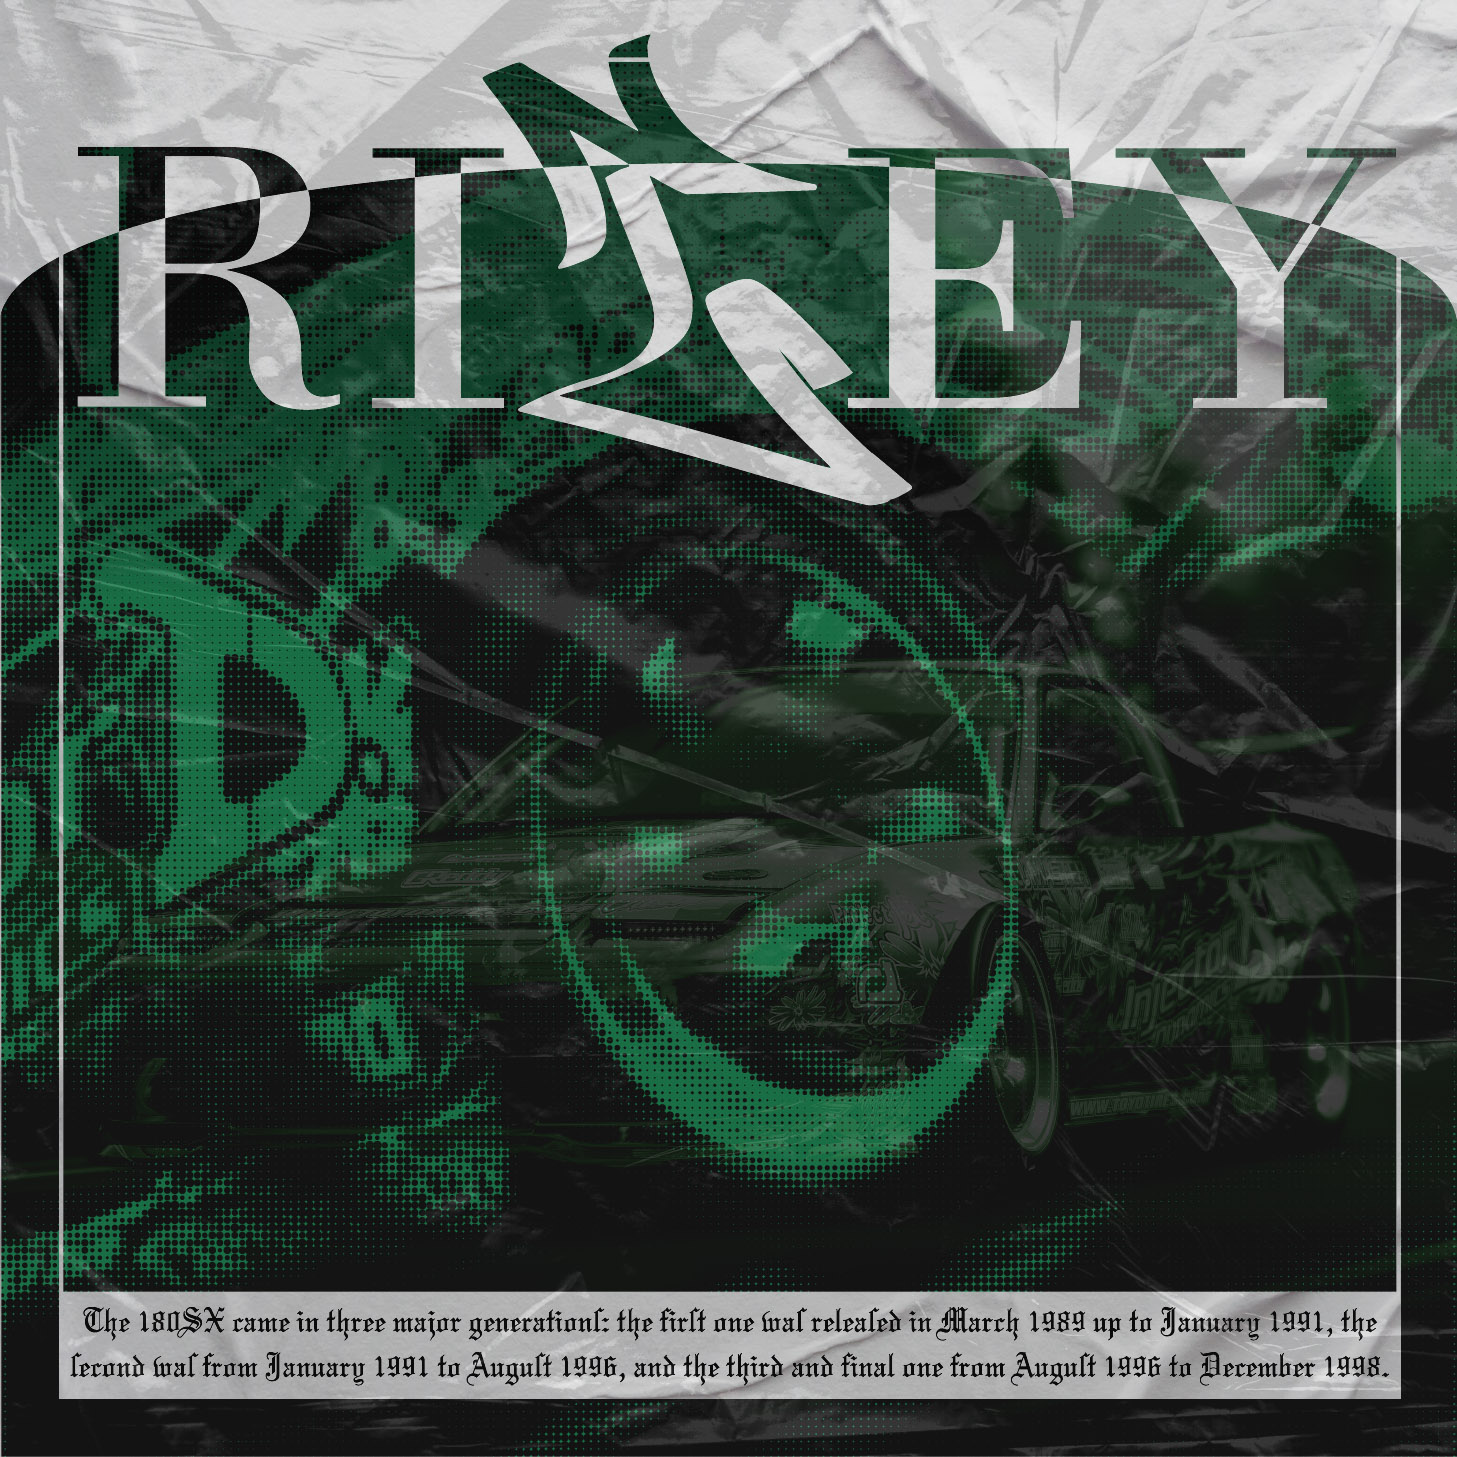 The 180SX came in three major generations: the first one was released in March 1989 up to January 1991, the
second was from January 1991 to August 1996, and the third and final one from August 1996 to December 1998.